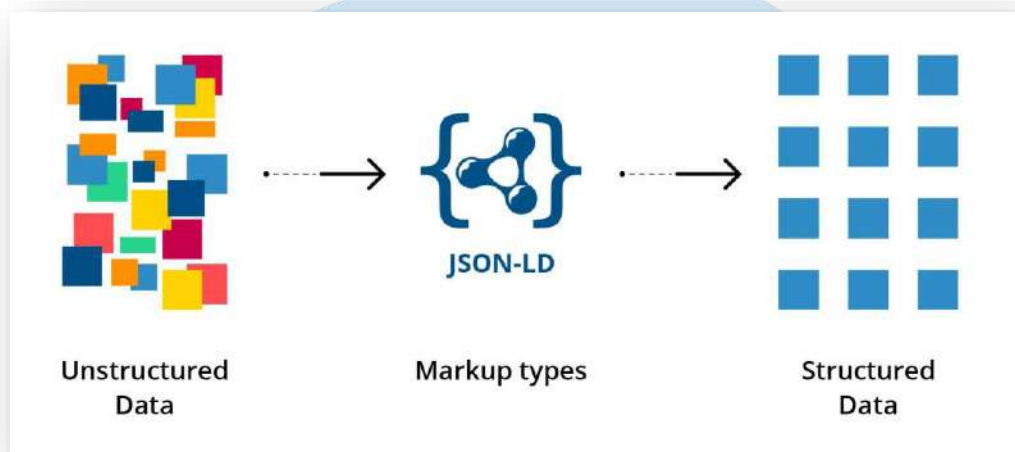 JSON-LD
Unstructured
Data
Markup types
Structured
Data